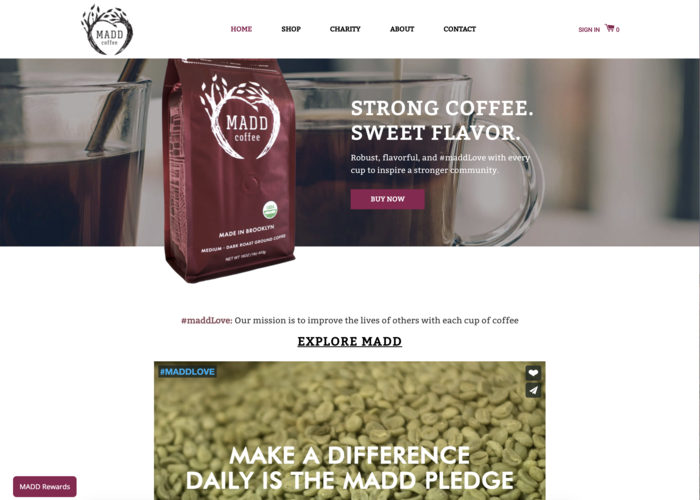 MADD
coffee
HOME
SHOP
CHARITY
ABOUT
CONTACT
SIGN IN
0
MADD
coffee
MADE IN BROOKLYN
MEDIUM - DARK ROAST GROUND COFFEE
STRONG COFFEE.
SWEET FLAVOR.
Robust, flavorful, and #maddLove with every
cup to inspire a stronger community.
BUY NOW
#maddLove: Our mission is to improve the lives of others with each cup of coffee
EXPLORE MADD
#MADDLOVE
MAKE A DIFFERENCE
DAILY IS THE MADD PLEDGE
MADD Rewards